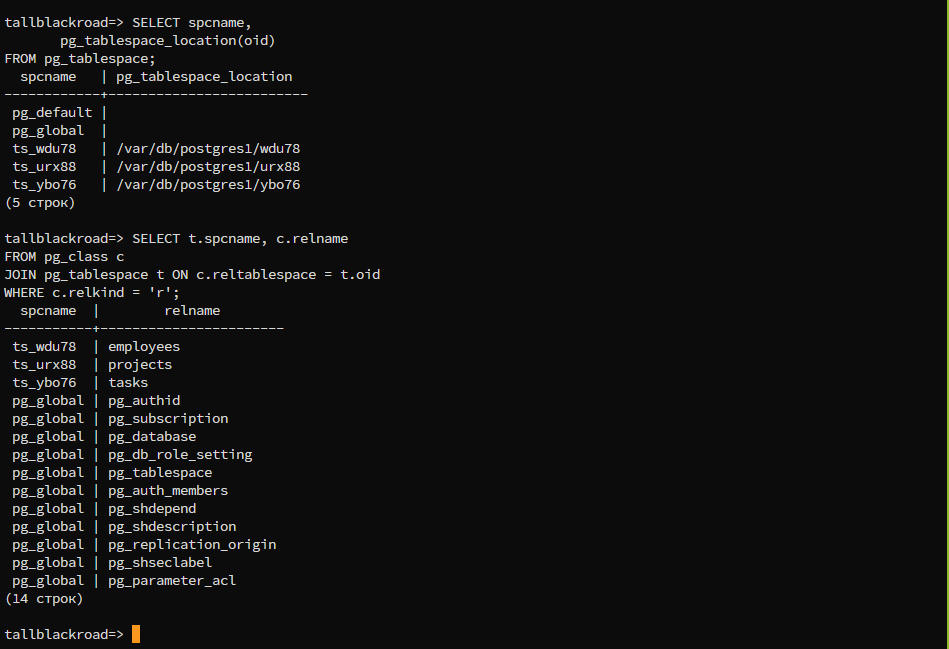 tallblackroad=> SELECT spcname,
       pg_tablespace_location(oid)
FROM pg_tablespace;
  spcname   | pg_tablespace_location
------------+-------------------------
 pg_default |
 pg_global  |
 ts_wdu78   | /var/db/postgres1/wdu78
 ts_urx88   | /var/db/postgres1/urx88
 ts_ybo76   | /var/db/postgres1/ybo76
(5 строк)

tallblackroad=> SELECT t.spcname, c.relname
FROM pg_class c
JOIN pg_tablespace t ON c.reltablespace = t.oid
WHERE c.relkind = 'r';
  spcname  |        relname
-----------+-----------------------
 ts_wdu78  | employees
 ts_urx88  | projects
 ts_ybo76  | tasks
 pg_global | pg_authid
 pg_global | pg_subscription
 pg_global | pg_database
 pg_global | pg_db_role_setting
 pg_global | pg_tablespace
 pg_global | pg_auth_members
 pg_global | pg_shdepend
 pg_global | pg_shdescription
 pg_global | pg_replication_origin
 pg_global | pg_shseclabel
 pg_global | pg_parameter_acl
(14 строк)

tallblackroad=>